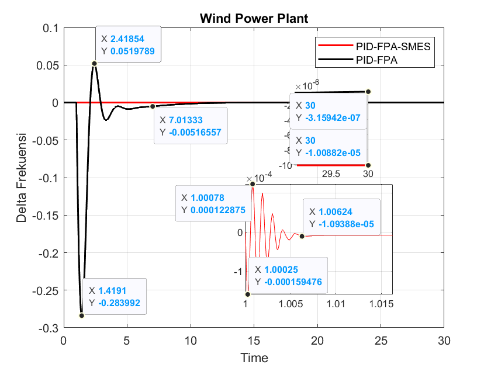 Wind Power Plant
0.1
0.05
0
-0.05
-0.1
-0.15
-0.2
-0.25
-0.3
Delta Frekuensi
X 2.41854
Y 0.0519789
PID-FPA-SMES
PID-FPA
X 7.01333
Y -0.00516557
X 1.4191
Y -0.283992
10^-6
-4
-10
X 30
Y -3.15942e-07
X 30
Y -1.00882e-05
29.5 30
10^-4
0
-1
X 1.00078
Y 0.000122875
X 1.00624
Y -1.09388e-05
X 1.00025
Y -0.000159476
1 1.005 1.01 1.015
0 5 10 15 20 25 30
Time